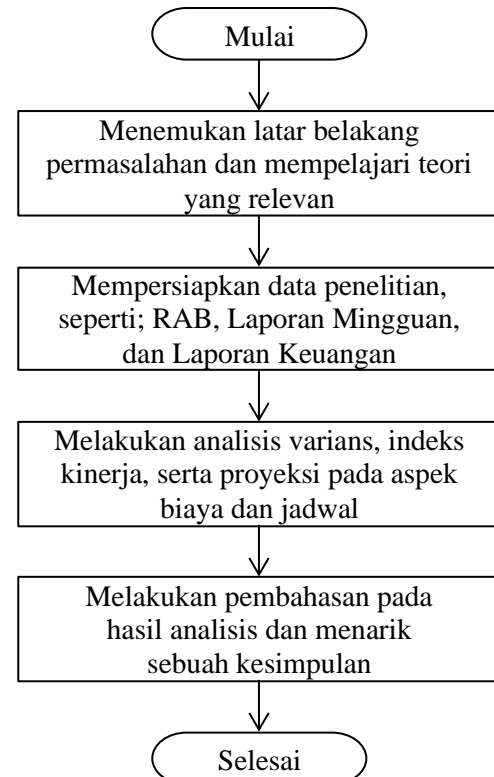 Mulai
Menemukan latar belakang
permasalahan dan mempelajari teori
yang relevan
Mempersiapkan data penelitian,
seperti; RAB, Laporan Mingguan,
dan Laporan Keuangan
Melakukan analisis varians, indeks
kinerja, serta proyeksi pada aspek
biaya dan jadwal
Melakukan pembahasan pada
hasil analisis dan menarik
sebuah kesimpulan
Selesai